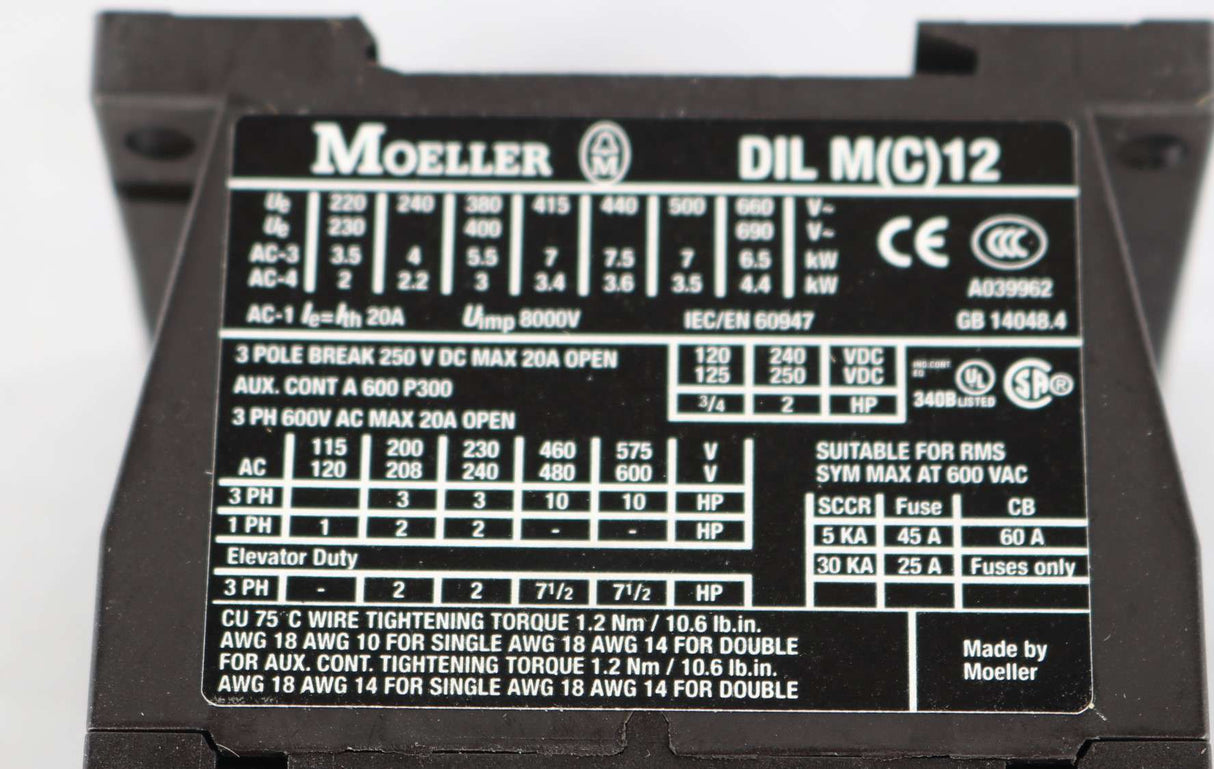 MOELLER DIL M(C)12
Ue 220 240 380 415 440 500 660 V~
Ue 230 400 690 V~
AC-3 3.5 4 5.5 7 7.5 7 6.5 kW
AC-4 2 2.2 3 3.4 3.6 3.5 4.4 kW
CE CCC
A039962
AC-1 Ie=Ith 20A Uimp 8000V IEC/EN 60947 GB 14048.4
3 POLE BREAK 250 V DC MAX 20A OPEN
AUX. CONT A 600 P300
3 PH 600V AC MAX 20A OPEN
120 240 VDC
125 250 VDC
3/4 2 HP
IND.CONT
EQ
340B UL LISTED SA®
115 200 230 460 575 V
AC 120 208 240 480 600 V
3 PH 3 3 10 10 HP
1 PH 1 2 2 - - HP
Elevator Duty
3 PH - 2 2 7 1/2 7 1/2 HP
SUITABLE FOR RMS
SYM MAX AT 600 VAC
SCCR Fuse CB
5 KA 45 A 60 A
30 KA 25 A Fuses only
CU 75°C WIRE TIGHTENING TORQUE 1.2 Nm / 10.6 lb.in.
AWG 18 AWG 10 FOR SINGLE AWG 18 AWG 14 FOR DOUBLE
FOR AUX. CONT. TIGHTENING TORQUE 1.2 Nm / 10.6 lb.in.
AWG 18 AWG 14 FOR SINGLE AWG 18 AWG 14 FOR DOUBLE
Made by
Moeller